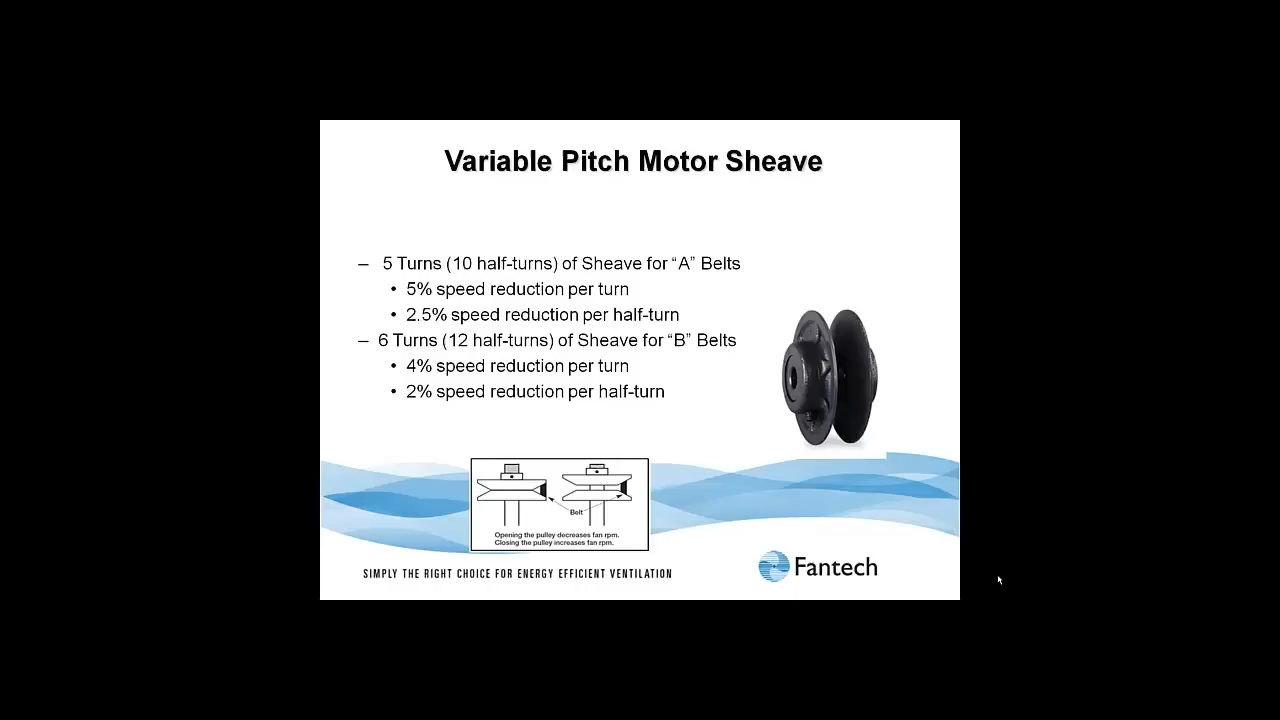 Variable Pitch Motor Sheave
– 5 Turns (10 half-turns) of Sheave for “A” Belts
• 5% speed reduction per turn
• 2.5% speed reduction per half-turn
– 6 Turns (12 half-turns) of Sheave for “B” Belts
• 4% speed reduction per turn
• 2% speed reduction per half-turn
Belt
Opening the pulley decreases fan rpm.
Closing the pulley increases fan rpm.
SIMPLY THE RIGHT CHOICE FOR ENERGY EFFICIENT VENTILATION
Fantech